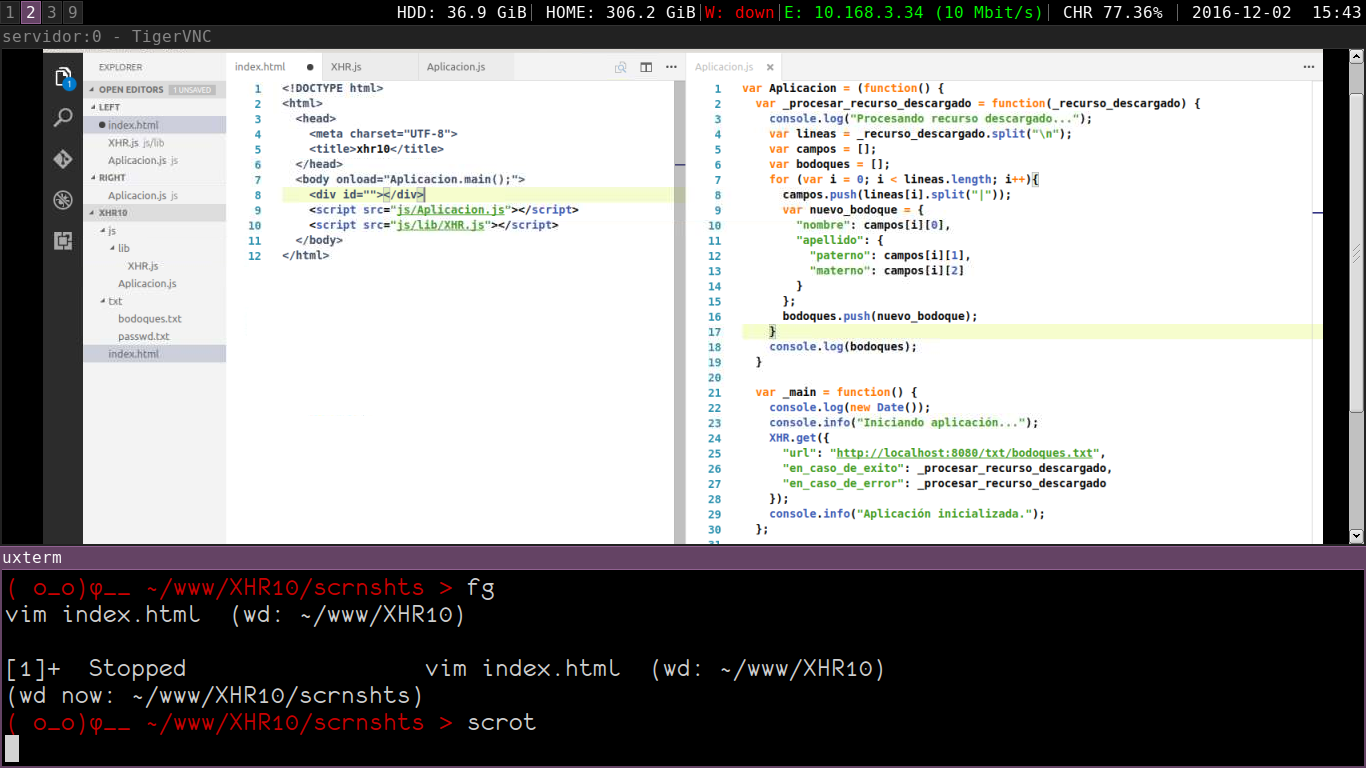 1 2 3 9 HDD: 36.9 GiB| HOME: 306.2 GiB|W: down|E: 10.168.3.34 (10 Mbit/s)| CHR 77.36% | 2016-12-02 15:43
servidor:0 - TigerVNC
EXPLORER
1
OPEN EDITORS 1 UNSAVED
LEFT
index.html
XHR.js js/lib
Aplicacion.js js
RIGHT
Aplicacion.js js
XHR10
js
lib
XHR.js
Aplicacion.js
txt
bodoques.txt
passwd.txt
index.html
index.html ● XHR.js Aplicacion.js ···
1 <!DOCTYPE html>
2 <html>
3 <head>
4 <meta charset="UTF-8">
5 <title>xhr10</title>
6 </head>
7 <body onload="Aplicacion.main();">
8 <div id=""></div>
9 <script src="js/Aplicacion.js"></script>
10 <script src="js/lib/XHR.js"></script>
11 </body>
12 </html>
Aplicacion.js × ···
1 var Aplicacion = (function() {
2 var _procesar_recurso_descargado = function(_recurso_descargado) {
3 console.log("Procesando recurso descargado...");
4 var lineas = _recurso_descargado.split("\n");
5 var campos = [];
6 var bodoques = [];
7 for (var i = 0; i < lineas.length; i++){
8 campos.push(lineas[i].split("|"));
9 var nuevo_bodoque = {
10 "nombre": campos[i][0],
11 "apellido": {
12 "paterno": campos[i][1],
13 "materno": campos[i][2]
14 }
15 };
16 bodoques.push(nuevo_bodoque);
17 }
18 console.log(bodoques);
19 }
20
21 var _main = function() {
22 console.log(new Date());
23 console.info("Iniciando aplicación...");
24 XHR.get({
25 "url": "http://localhost:8080/txt/bodoques.txt",
26 "en_caso_de_exito": _procesar_recurso_descargado,
27 "en_caso_de_error": _procesar_recurso_descargado
28 });
29 console.info("Aplicación inicializada.");
30 };
uxterm
( o_o)φ__ ~/www/XHR10/scrnshts > fg
vim index.html (wd: ~/www/XHR10)
[1]+ Stopped vim index.html (wd: ~/www/XHR10)
(wd now: ~/www/XHR10/scrnshts)
( o_o)φ__ ~/www/XHR10/scrnshts > scrot